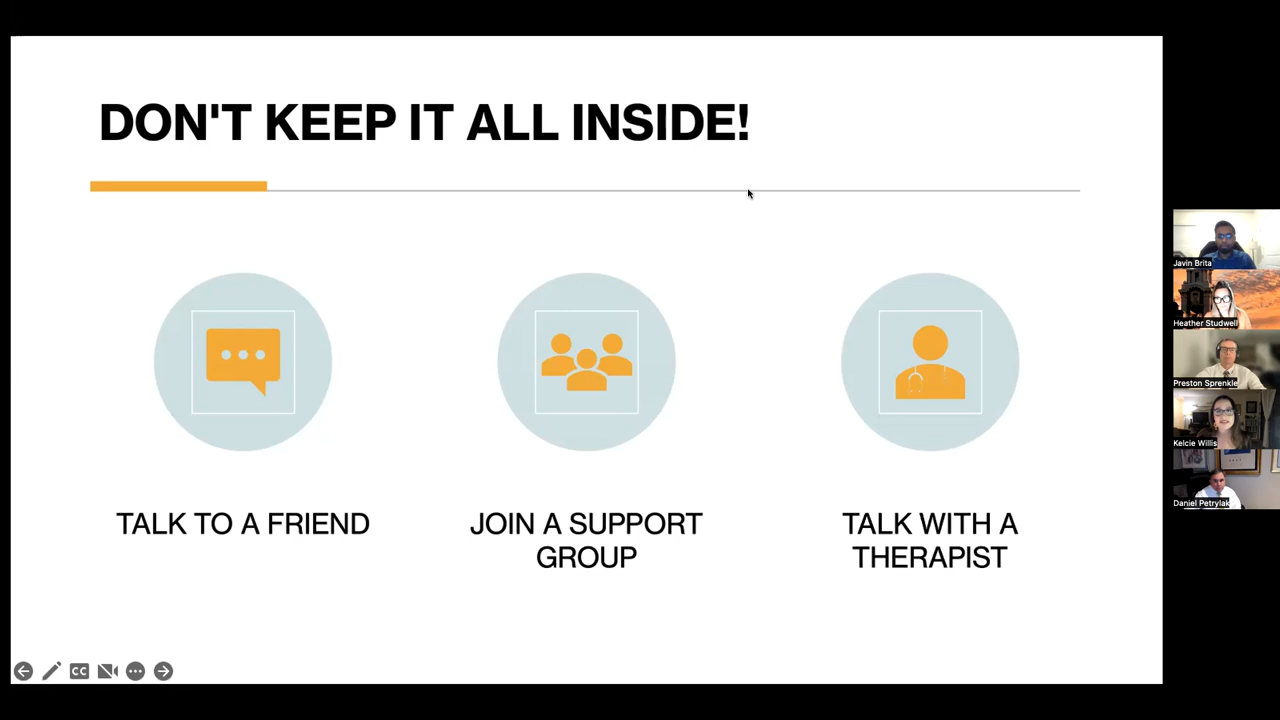 DON'T KEEP IT ALL INSIDE!
TALK TO A FRIEND
JOIN A SUPPORT
GROUP
TALK WITH A
THERAPIST
CC
Javin Brita
Heather Studwell
Preston Sprenkle
Kelcie Willis
Daniel Petrylak